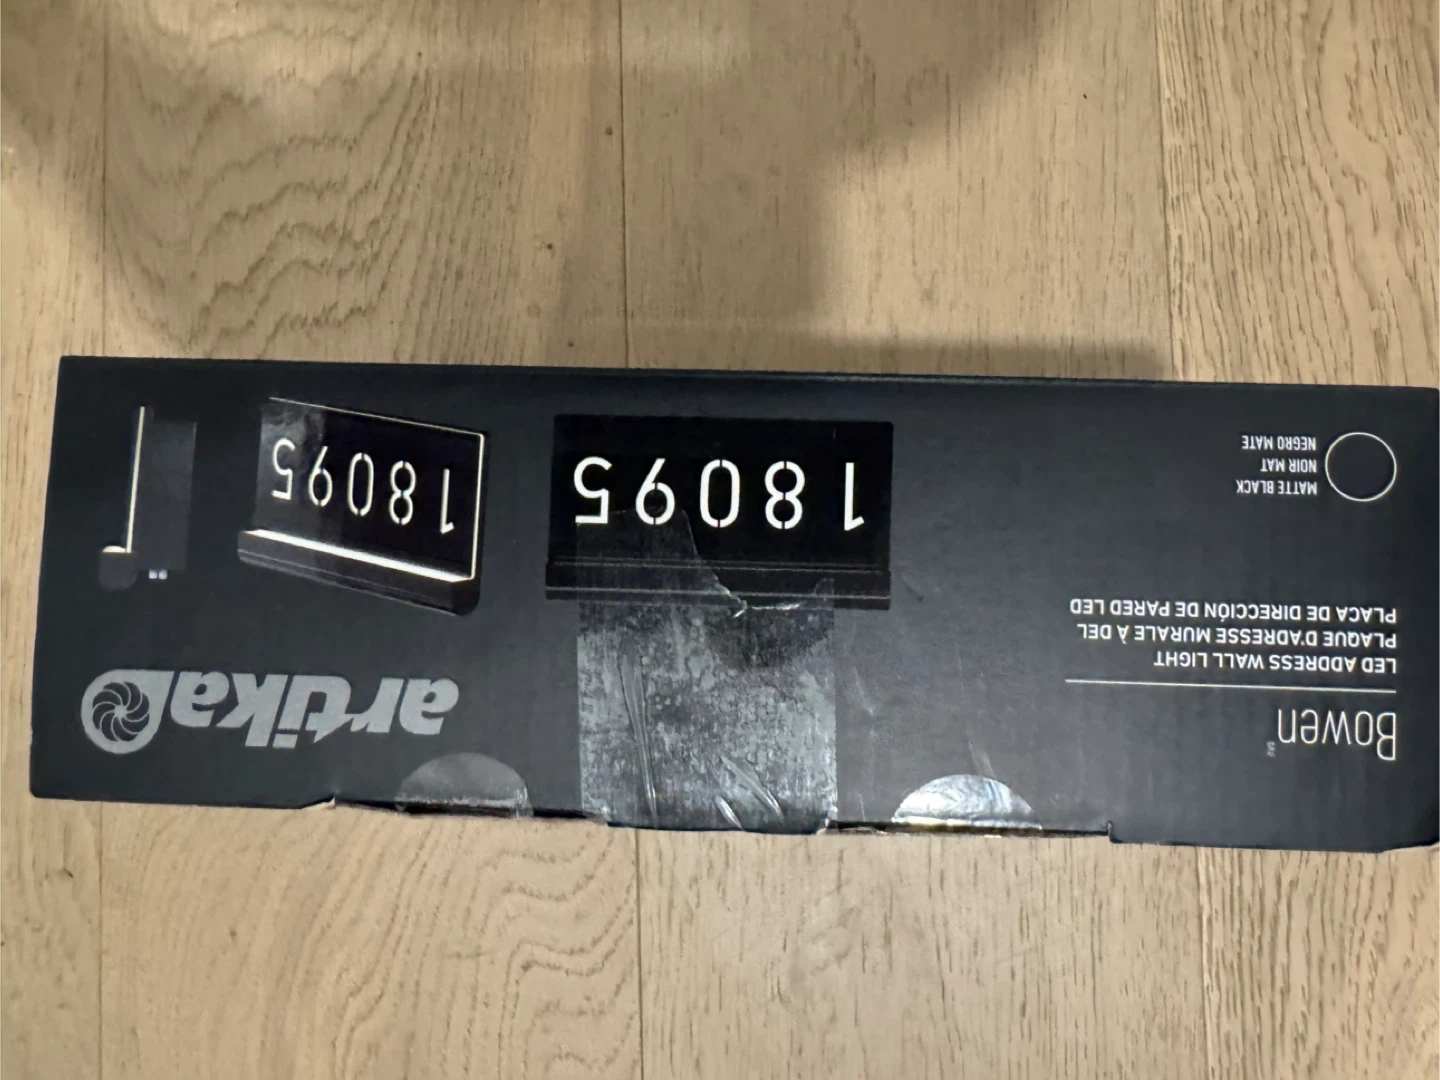 Bowen
MC
LED ADDRESS WALL LIGHT
PLAQUE D'ADRESSE MURALE À DEL
PLACA DE DIRECCIÓN DE PARED LED
MATTE BLACK
NOIR MAT
NEGRO MATE
18095
artika
18095